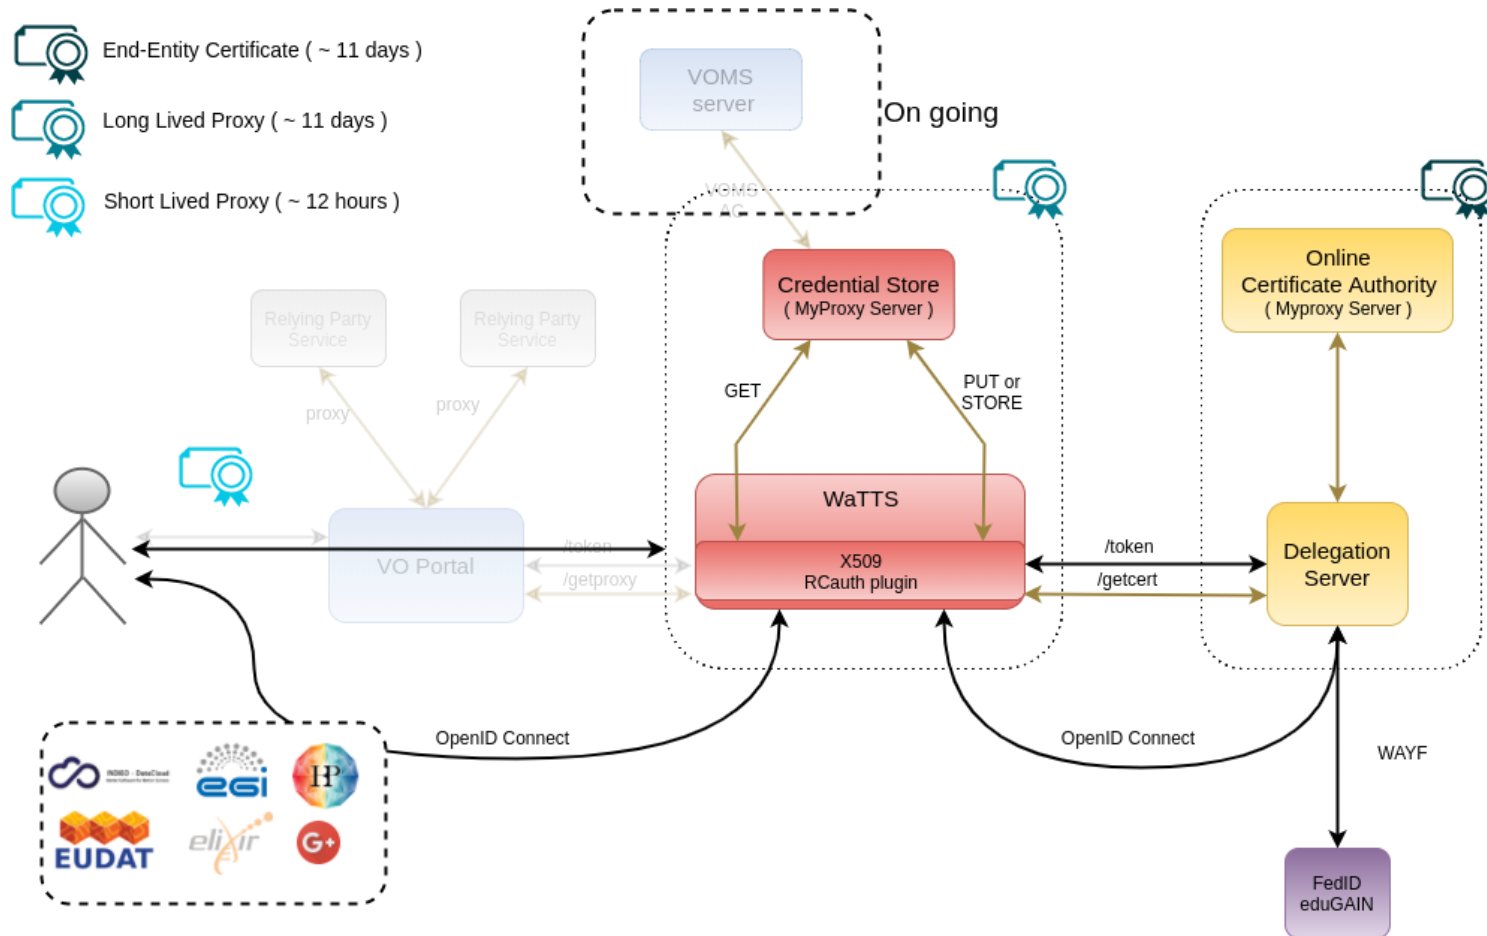 End-Entity Certificate ( ~ 11 days )
Long Lived Proxy ( ~ 11 days )
Short Lived Proxy ( ~ 12 hours )
VOMS
server
On going
VOMS
AC
Credential Store
( MyProxy Server )
Online
Certificate Authority
( Myproxy Server )
Relying Party
Service
Relying Party
Service
proxy
proxy
GET
PUT or
STORE
WaTTS
X509
RCauth plugin
VO Portal
/token
/getproxy
/token
/getcert
Delegation
Server
OpenID Connect
OpenID Connect
WAYF
INDIGO - DataCloud
egi
HP
EUDAT
elixir
G+
FedID
eduGAIN